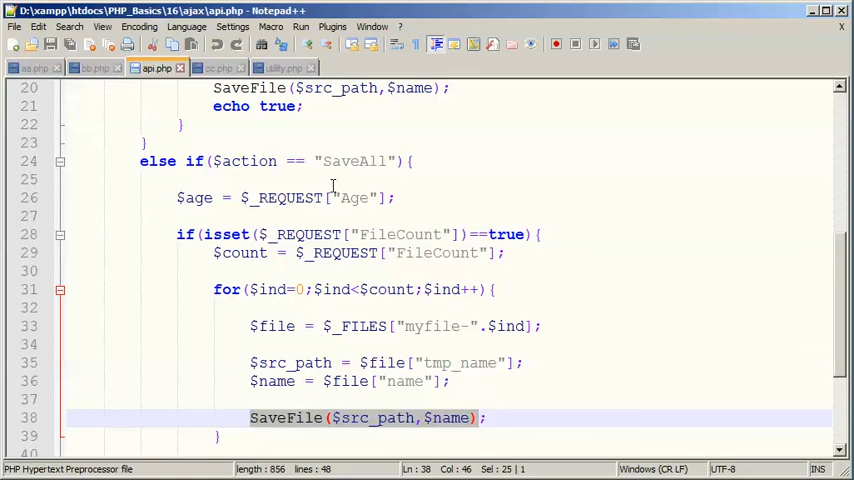 D:\xampp\htdocs\PHP_Basics\16\ajax\api.php - Notepad++
File Edit Search View Encoding Language Settings Macro Run Plugins Window ?
aa.php bb.php api.php cc.php utility.php
20 SaveFile($src_path,$name);
21 echo true;
22 }
23 }
24 else if($action == "SaveAll"){
25
26 $age = $_REQUEST["Age"];
27
28 if(isset($_REQUEST["FileCount"])==true){
29 $count = $_REQUEST["FileCount"];
30
31 for($ind=0;$ind<$count;$ind++){
32
33 $file = $_FILES["myfile-".$ind];
34
35 $src_path = $file["tmp_name"];
36 $name = $file["name"];
37
38 SaveFile($src_path,$name);
39 }
PHP Hypertext Preprocessor file length : 856 lines : 48 Ln : 38 Col : 46 Sel : 25 | 1 Windows (CR LF) UTF-8 INS